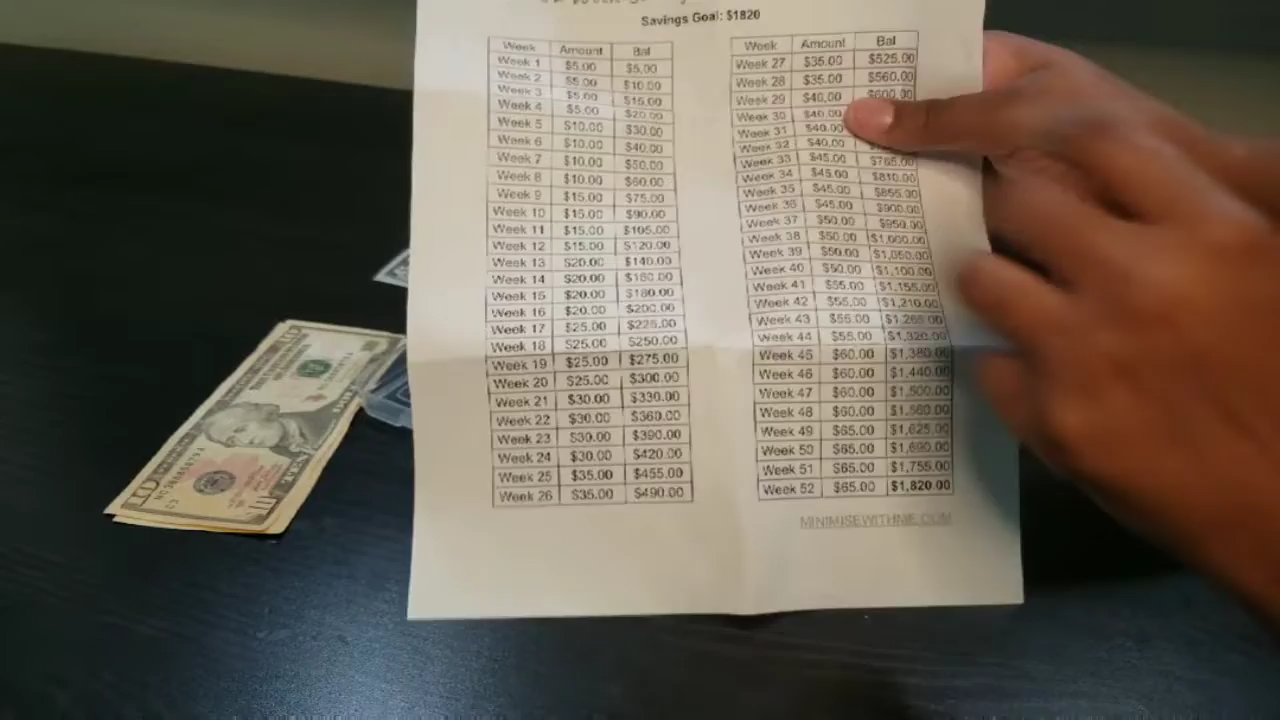 Savings Goal: $1820
Week Amount Bal
Week 1 $5.00 $5.00
Week 2 $5.00 $10.00
Week 3 $5.00 $15.00
Week 4 $5.00 $20.00
Week 5 $10.00 $30.00
Week 6 $10.00 $40.00
Week 7 $10.00 $50.00
Week 8 $10.00 $60.00
Week 9 $15.00 $75.00
Week 10 $15.00 $90.00
Week 11 $15.00 $105.00
Week 12 $15.00 $120.00
Week 13 $20.00 $140.00
Week 14 $20.00 $160.00
Week 15 $20.00 $180.00
Week 16 $20.00 $200.00
Week 17 $25.00 $225.00
Week 18 $25.00 $250.00
Week 19 $25.00 $275.00
Week 20 $25.00 $300.00
Week 21 $30.00 $330.00
Week 22 $30.00 $360.00
Week 23 $30.00 $390.00
Week 24 $30.00 $420.00
Week 25 $35.00 $455.00
Week 26 $35.00 $490.00
Week Amount Bal
Week 27 $35.00 $525.00
Week 28 $35.00 $560.00
Week 29 $40.00 $600.00
Week 30 $40.00
Week 31 $40.00
Week 32 $40.00
Week 33 $45.00 $765.00
Week 34 $45.00 $810.00
Week 35 $45.00 $855.00
Week 36 $45.00 $900.00
Week 37 $50.00 $950.00
Week 38 $50.00 $1,000.00
Week 39 $50.00 $1,050.00
Week 40 $50.00 $1,100.00
Week 41 $55.00 $1,155.00
Week 42 $55.00 $1,210.00
Week 43 $55.00 $1,265.00
Week 44 $55.00 $1,320.00
Week 45 $60.00 $1,380.00
Week 46 $60.00 $1,440.00
Week 47 $60.00 $1,500.00
Week 48 $60.00 $1,560.00
Week 49 $65.00 $1,625.00
Week 50 $65.00 $1,690.00
Week 51 $65.00 $1,755.00
Week 52 $65.00 $1,820.00
MINIMISEWITHNIE.COM
10
TEN